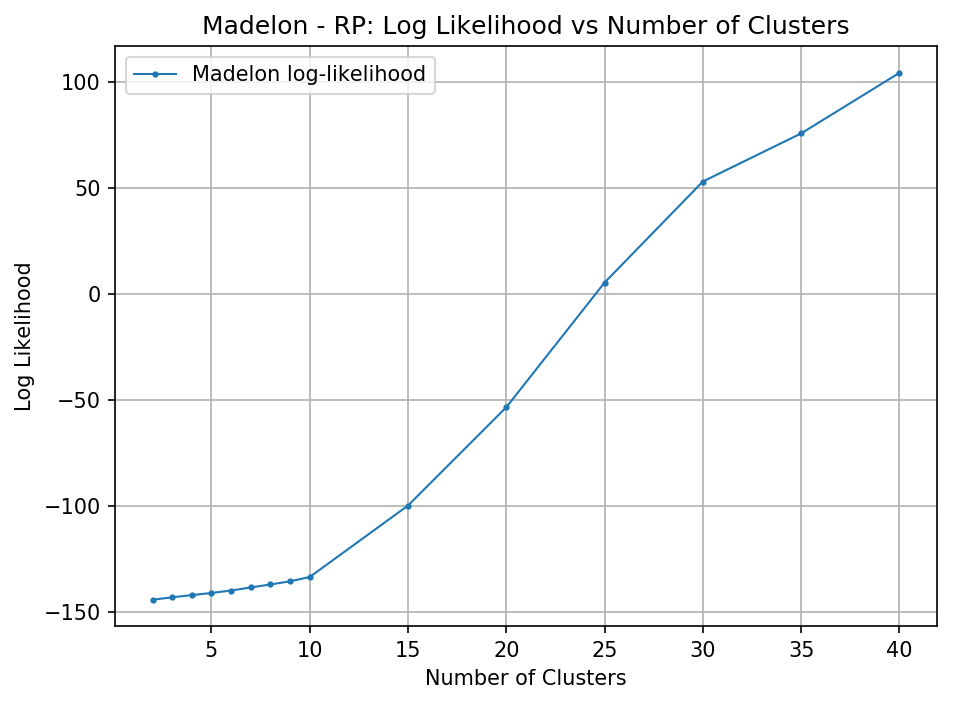 Madelon - RP: Log Likelihood vs Number of Clusters
Madelon log-likelihood
Log Likelihood
100
50
0
−50
−100
−150
5 10 15 20 25 30 35 40
Number of Clusters